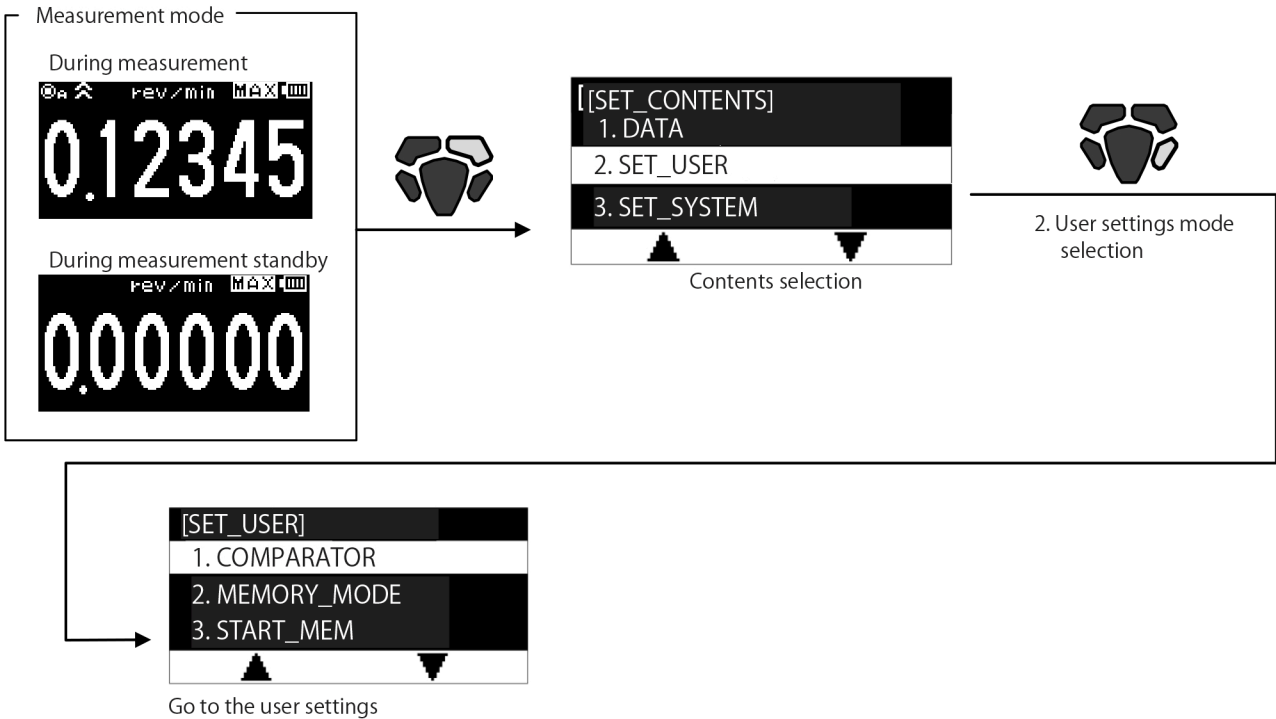 Measurement mode
During measurement
A rev/min MAX
0.12345
During measurement standby
rev/min MAX
0.00000
[[SET_CONTENTS]
1. DATA
2. SET_USER
3. SET_SYSTEM
Contents selection
2. User settings mode
selection
[SET_USER]
1. COMPARATOR
2. MEMORY_MODE
3. START_MEM
Go to the user settings